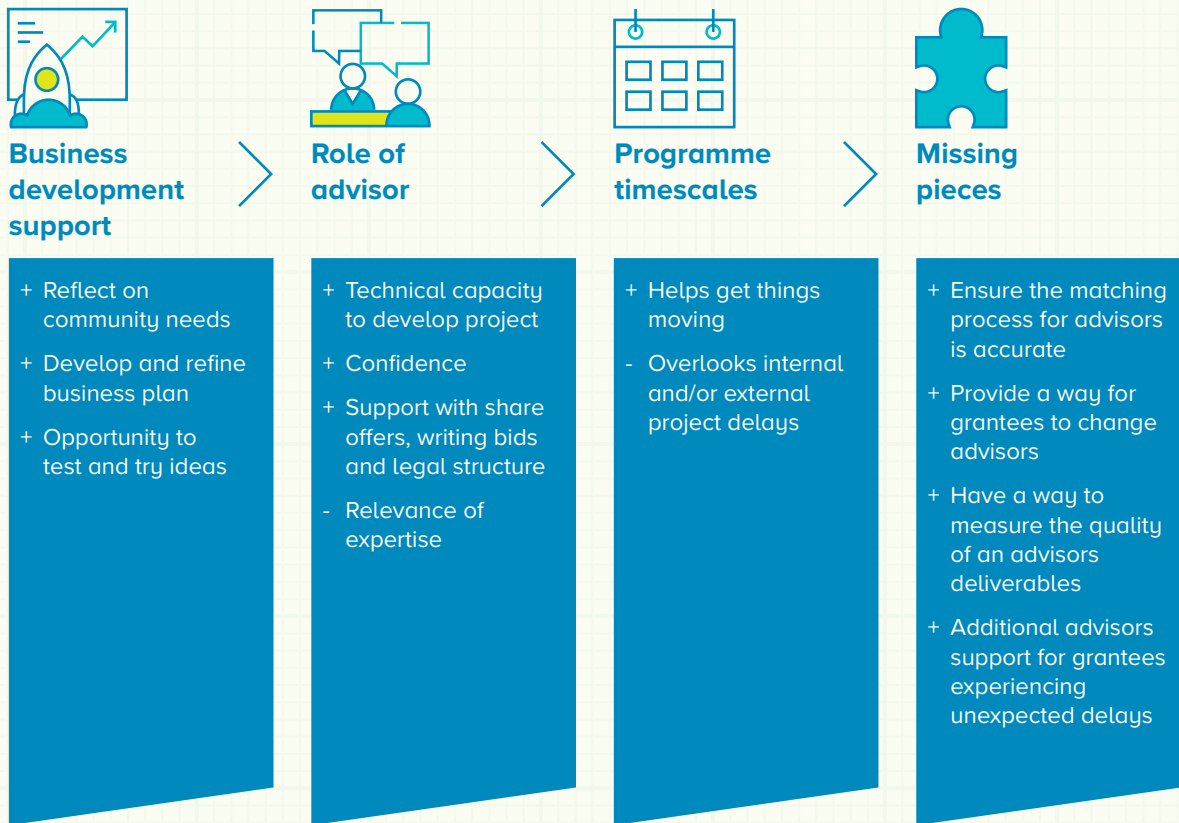 Business
development
support
Role of
advisor
Programme
timescales
Missing
pieces
+ Reflect on
community needs
+ Develop and refine
business plan
+ Opportunity to
test and try ideas
+ Technical capacity
to develop project
+ Confidence
+ Support with share
offers, writing bids
and legal structure
- Relevance of
expertise
+ Helps get things
moving
- Overlooks internal
and/or external
project delays
+ Ensure the matching
process for advisors
is accurate
+ Provide a way for
grantees to change
advisors
+ Have a way to
measure the quality
of an advisors
deliverables
+ Additional advisors
support for grantees
experiencing
unexpected delays